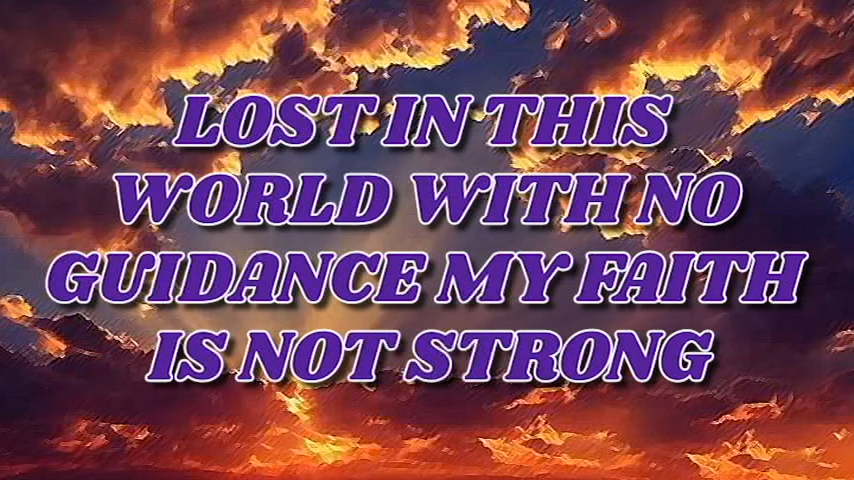 LOST IN THIS
WORLD WITH NO
GUIDANCE MY FAITH
IS NOT STRONG